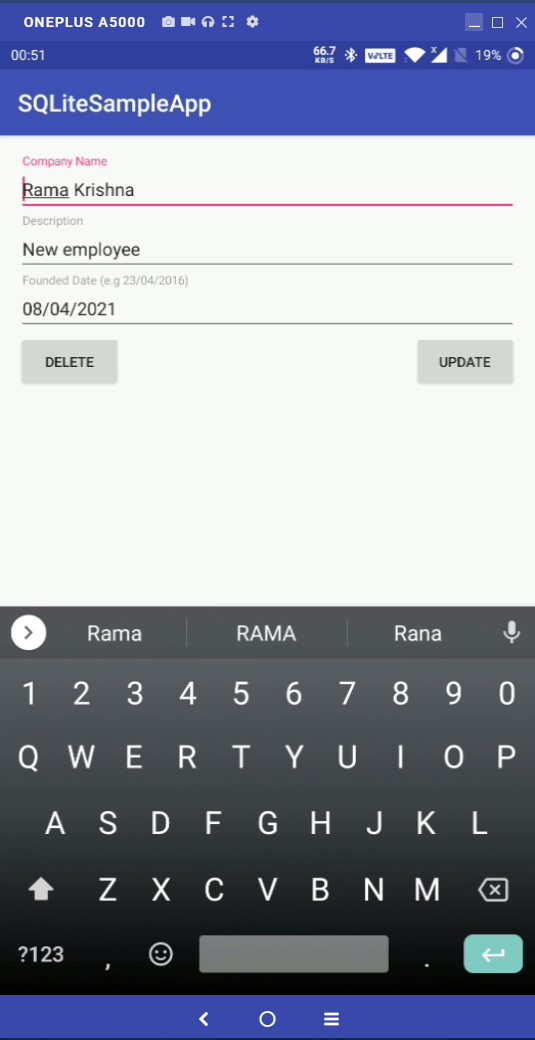 ONEPLUS A5000
00:51 66.7 KB/S VoLTE X 19%
SQLiteSampleApp
Company Name
Rama Krishna
Description
New employee
Founded Date (e.g 23/04/2016)
08/04/2021
DELETE UPDATE
Rama RAMA Rana
1 2 3 4 5 6 7 8 9 0
Q W E R T Y U I O P
A S D F G H J K L
Z X C V B N M
?123 , .